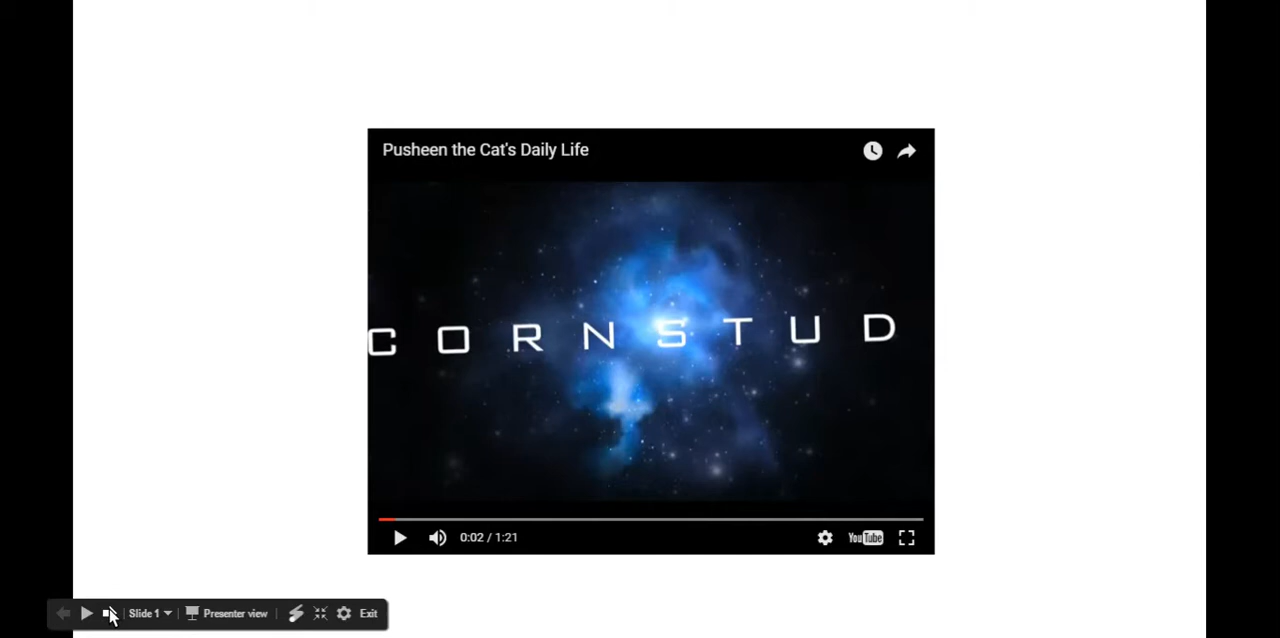 Pusheen the Cat's Daily Life
CORNSTUD
0:02 / 1:21
YouTube
Slide 1
Presenter view
Exit